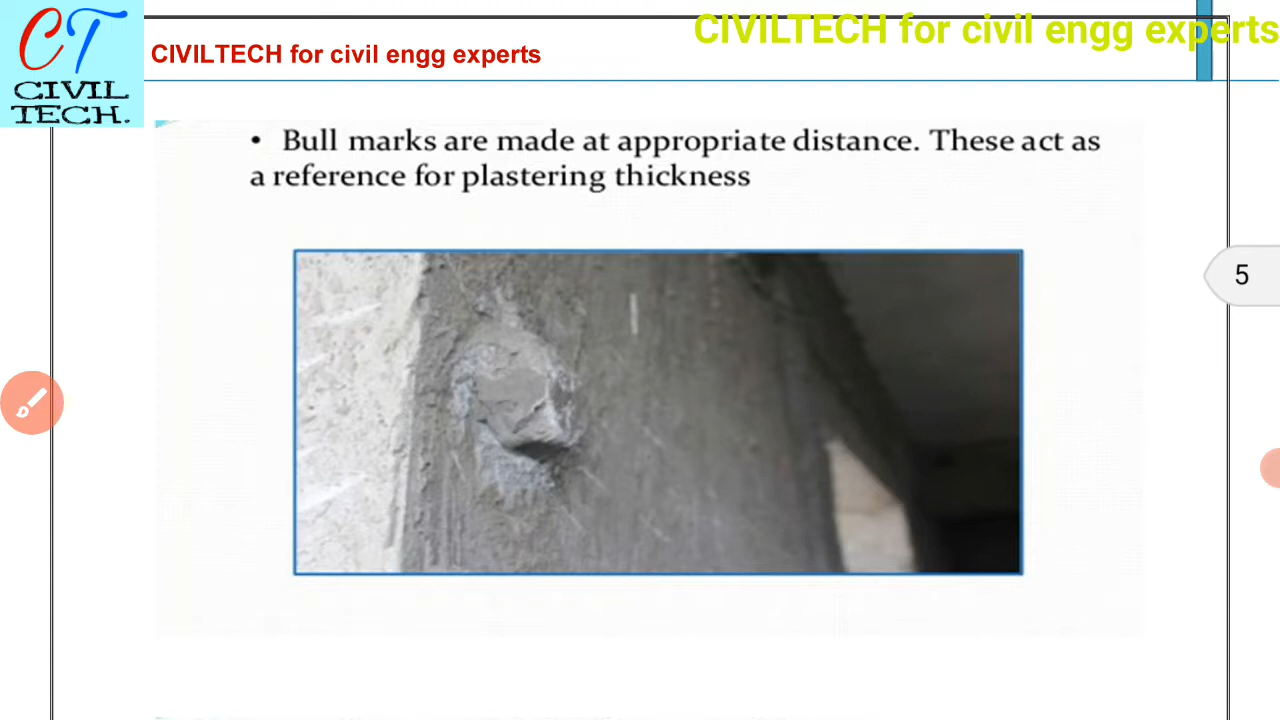 CT
CIVIL
TECH.
CIVILTECH for civil engg experts
CIVILTECH for civil engg experts
• Bull marks are made at appropriate distance. These act as
a reference for plastering thickness
5